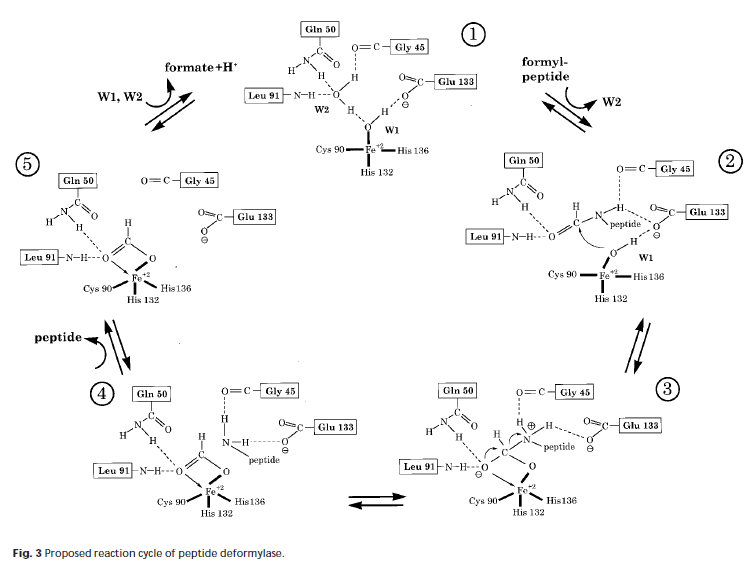 ①
Gln 50
O=C Gly 45
N C O
H H
H
Leu 91 N-H O H
W2
H H
O C Glu 133
O ⊖
O W1
Cys 90 Fe+2 His 136
His 132
formate+H+
W1, W2
formyl-
peptide
W2
②
Gln 50
O=C Gly 45
N C O
H H
H H
C N
peptide
O C Glu 133
O ⊖
Leu 91 N-H O
O H
W1
Cys 90 Fe+2 His136
His 132
③
Gln 50
O=C Gly 45
N C O
H H
H ⊕ H
H C N
peptide
O C Glu 133
O ⊖
Leu 91 N-H O ⊖ O
Cys 90 Fe+2 His136
His 132
④
Gln 50
O=C Gly 45
N C O
H H
H
N-H
peptide
O C Glu 133
O ⊖
H
C
Leu 91 N-H O O
Cys 90 Fe+2 His136
His 132
peptide
⑤
Gln 50
O=C Gly 45
N C O
H H
O C Glu 133
O ⊖
H
C
Leu 91 N-H O O
Cys 90 Fe+2 His136
His 132
Fig. 3 Proposed reaction cycle of peptide deformylase.